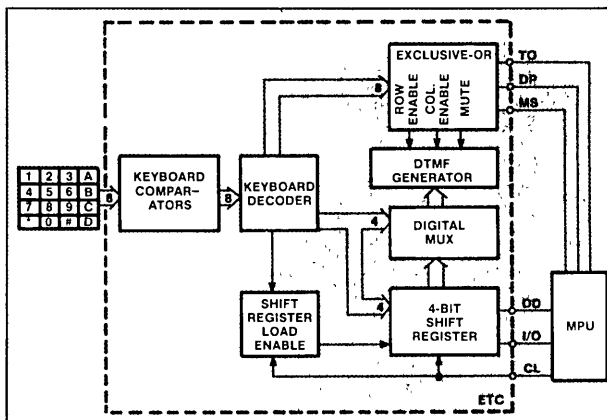 EXCLUSIVE-OR
ROW ENABLE
COL. ENABLE
MUTE
TO
DP
MS
8
1 2 3 A
4 5 6 B
7 8 9 C
* 0 # D
8
KEYBOARD
COMPAR-
ATORS
8
KEYBOARD
DECODER
DTMF
GENERATOR
4
DIGITAL
MUX
4
SHIFT
REGISTER
LOAD
ENABLE
4-BIT
SHIFT
REGISTER
DD
I/O
CL
MPU
ETC